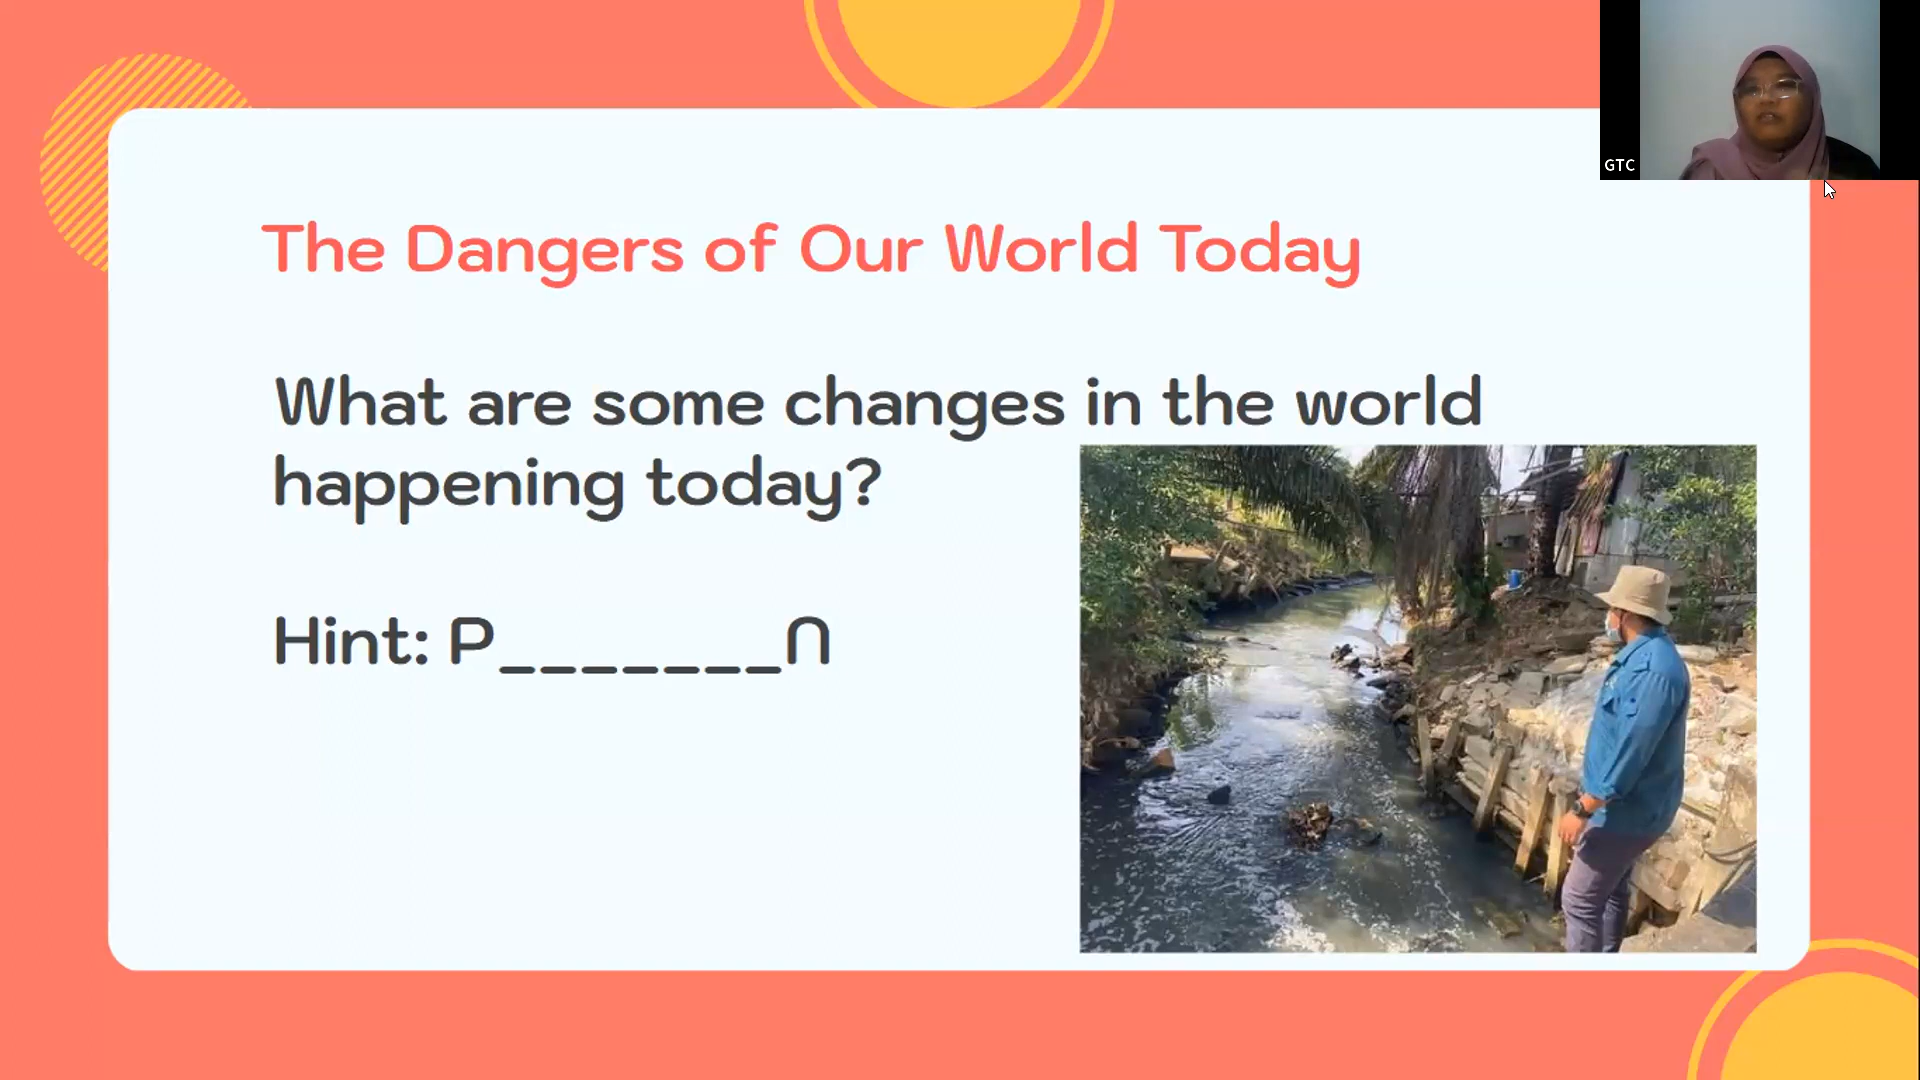 The Dangers of Our World Today
What are some changes in the world
happening today?
Hint: P_______n
GTC